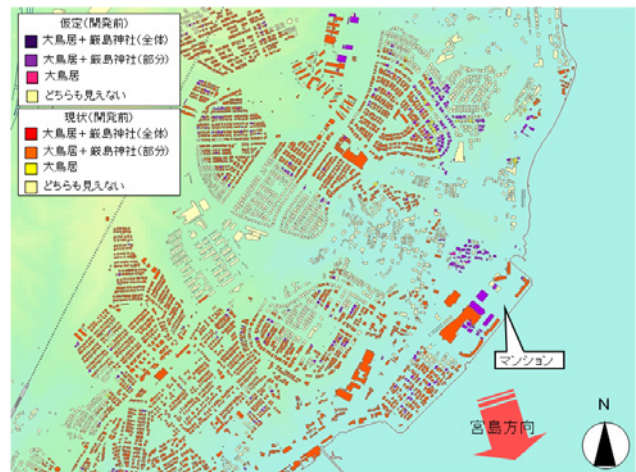 仮定(開発前)
大鳥居+厳島神社(全体)
大鳥居+厳島神社(部分)
大鳥居
どちらも見えない
現状(開発前)
大鳥居+厳島神社(全体)
大鳥居+厳島神社(部分)
大鳥居
どちらも見えない
マンション
宮島方向
N